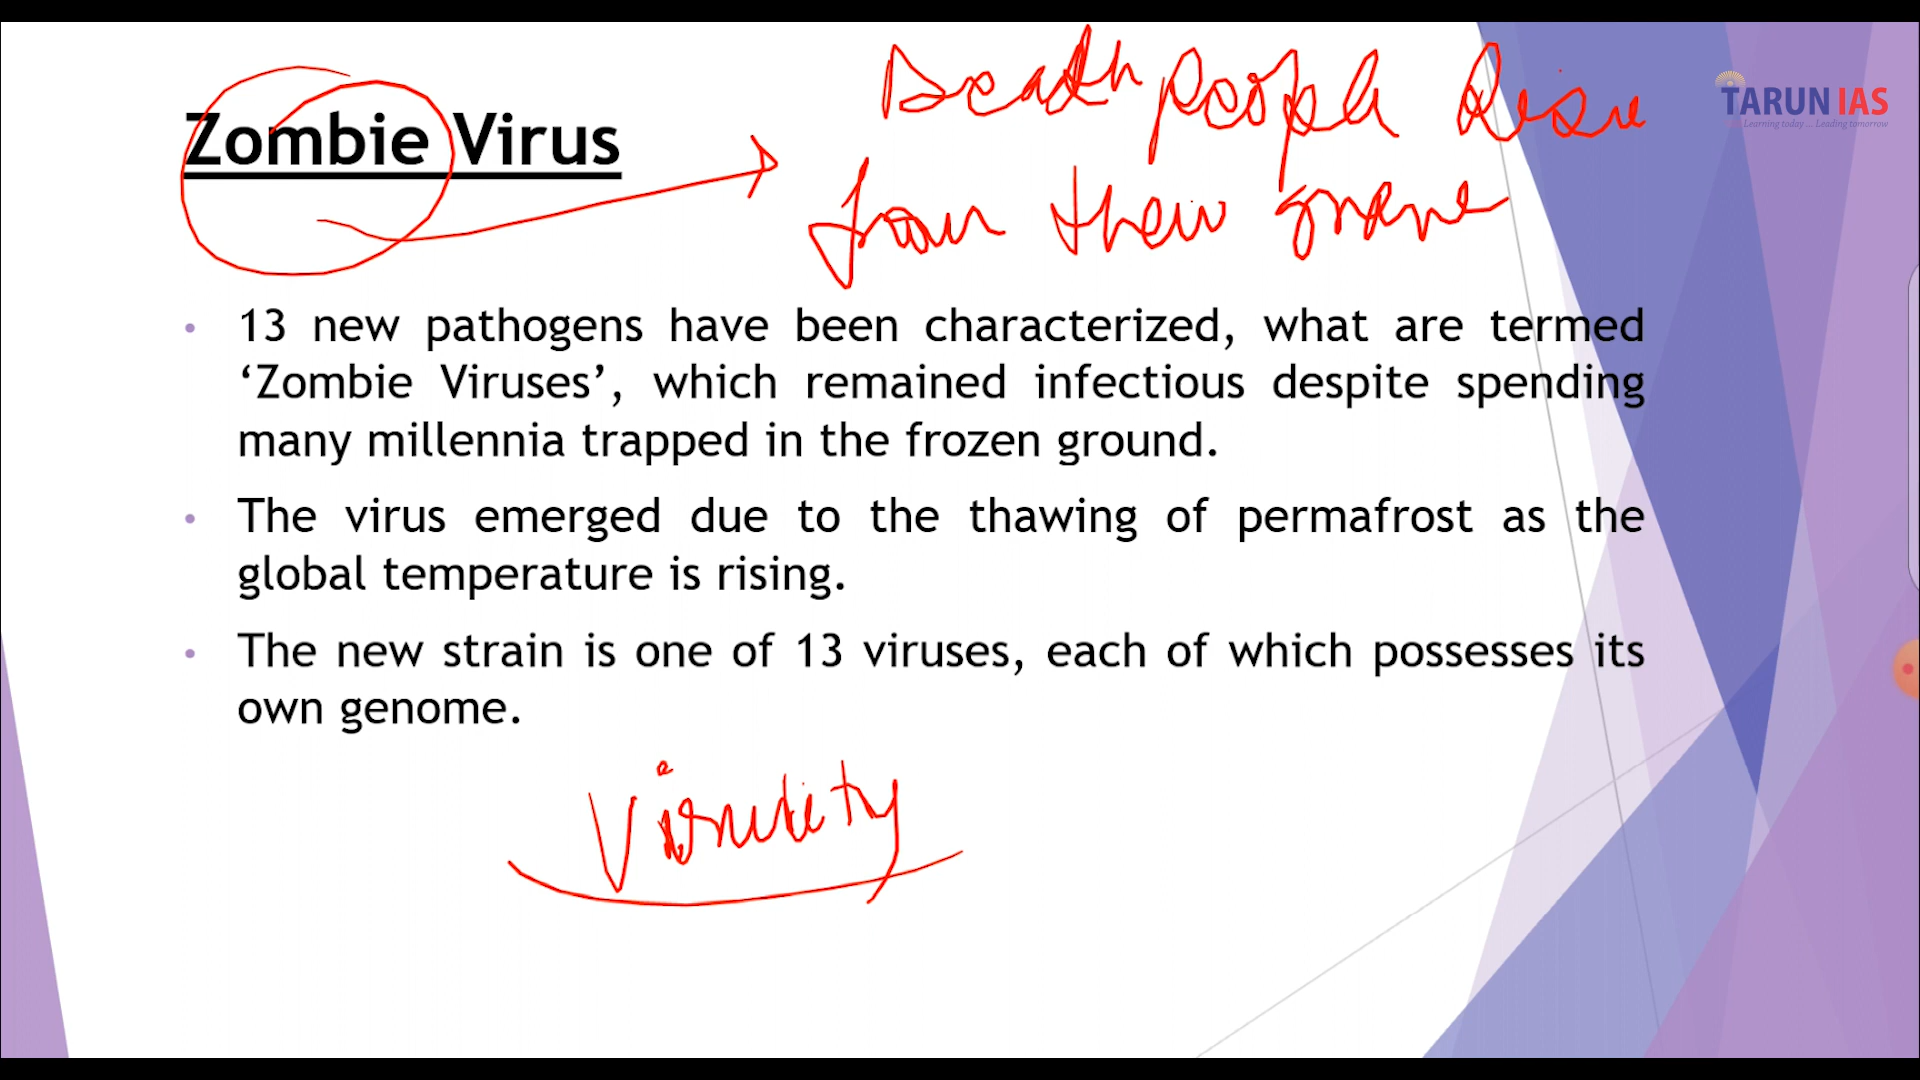 Death people Rise
from their grave
TARUN IAS
Learning today ... Leading tomorrow
Zombie Virus
• 13 new pathogens have been characterized, what are termed
‘Zombie Viruses’, which remained infectious despite spending
many millennia trapped in the frozen ground.
• The virus emerged due to the thawing of permafrost as the
global temperature is rising.
• The new strain is one of 13 viruses, each of which possesses its
own genome.